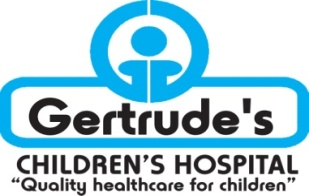 Gertrude's
CHILDREN'S HOSPITAL
“Quality healthcare for children”